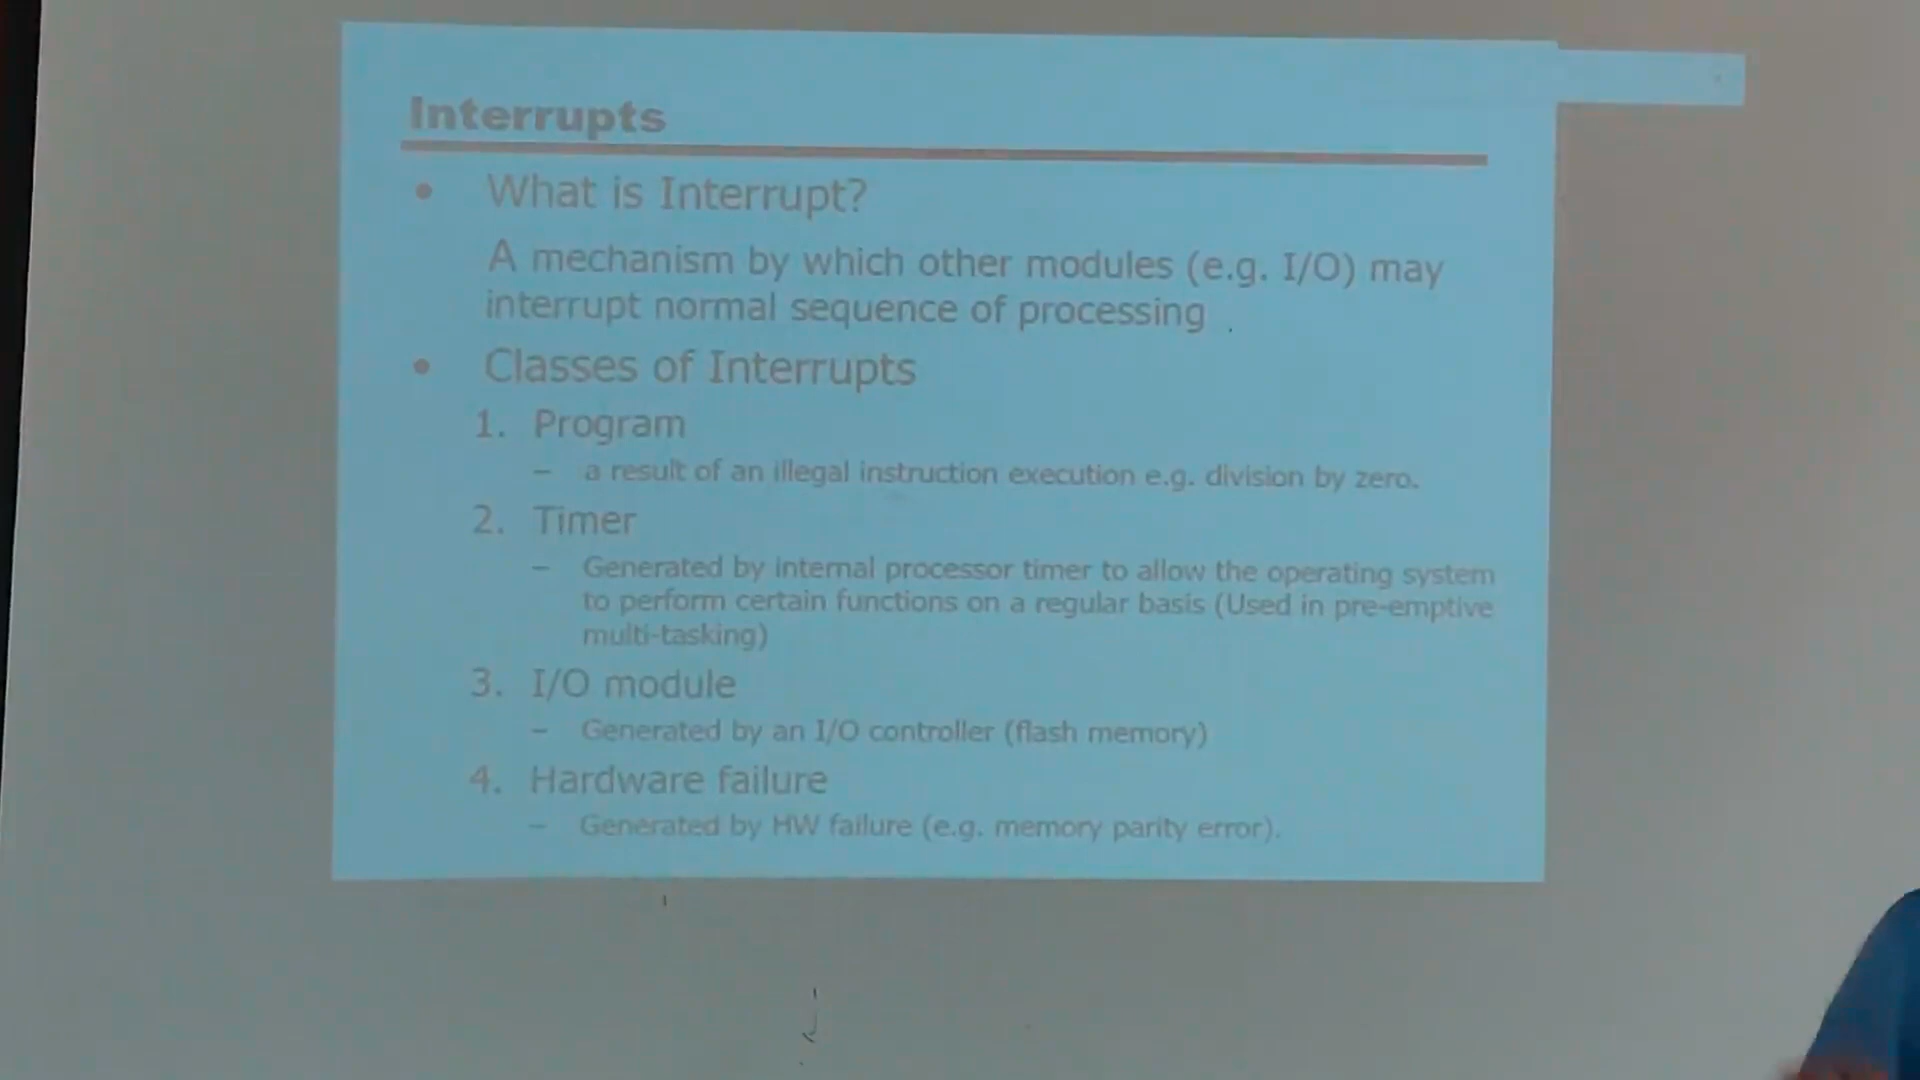 Interrupts
• What is Interrupt?
A mechanism by which other modules (e.g. I/O) may
interrupt normal sequence of processing
• Classes of Interrupts
1. Program
– a result of an illegal instruction execution e.g. division by zero.
2. Timer
– Generated by internal processor timer to allow the operating system
to perform certain functions on a regular basis (Used in pre-emptive
multi-tasking)
3. I/O module
– Generated by an I/O controller (flash memory)
4. Hardware failure
– Generated by HW failure (e.g. memory parity error).